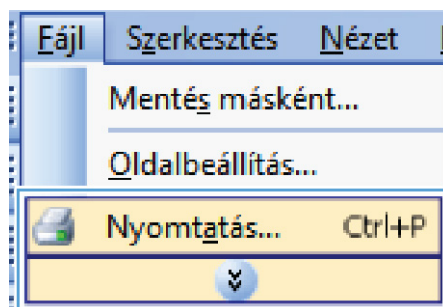 Fájl Szerkesztés Nézet
Mentés másként...
Oldalbeállítás...
Nyomtatás... Ctrl+P